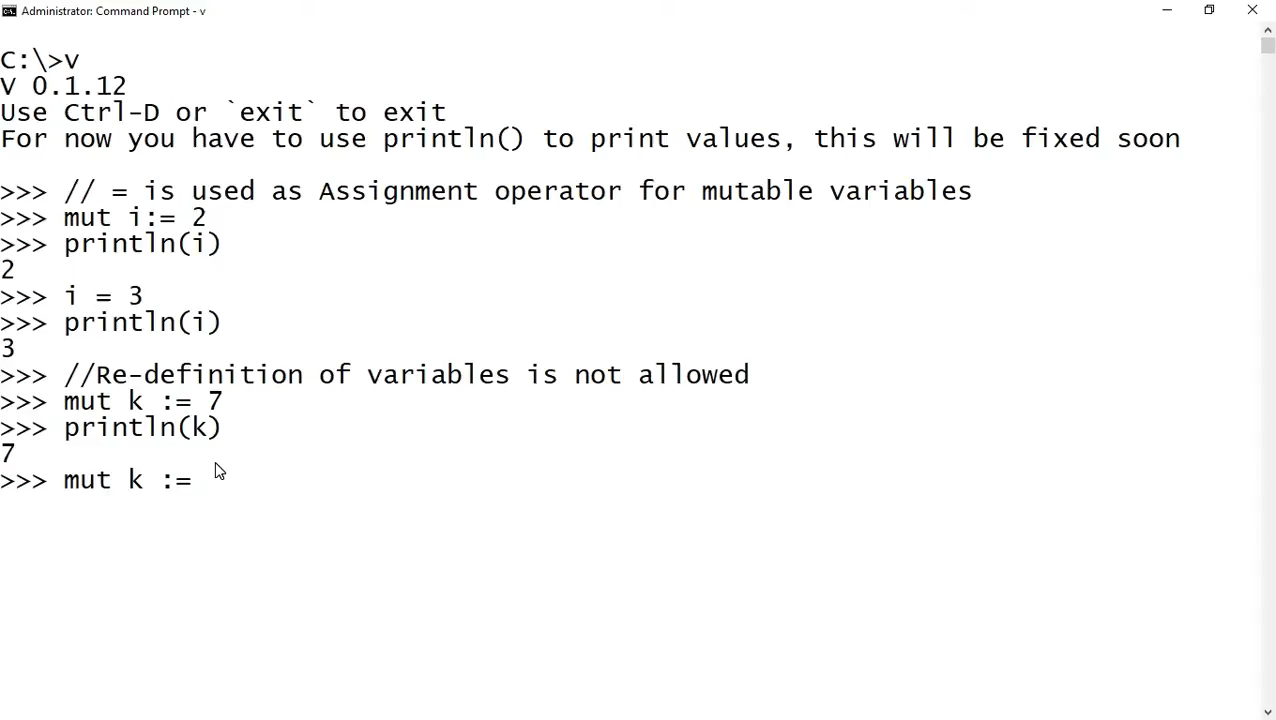 Administrator: Command Prompt - v
C:\>v
V 0.1.12
Use Ctrl-D or `exit` to exit
For now you have to use println() to print values, this will be fixed soon
>>> // = is used as Assignment operator for mutable variables
>>> mut i:= 2
>>> println(i)
2
>>> i = 3
>>> println(i)
3
>>> //Re-definition of variables is not allowed
>>> mut k := 7
>>> println(k)
7
>>> mut k :=